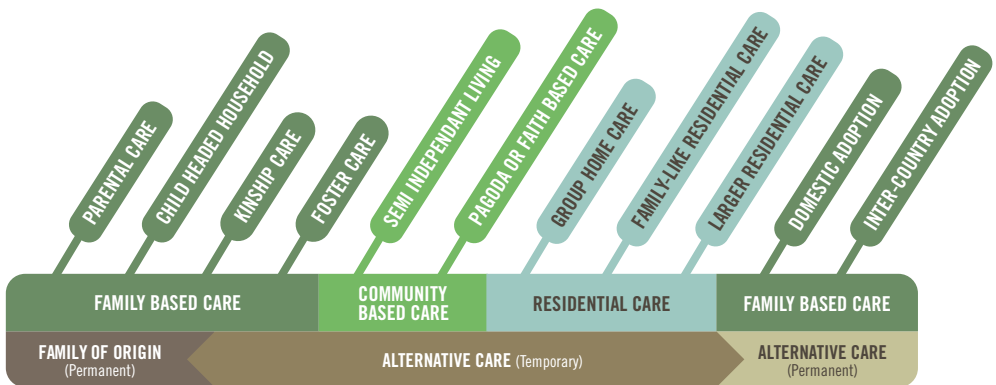 PARENTAL CARE
CHILD HEADED HOUSEHOLD
KINSHIP CARE
FOSTER CARE
SEMI INDEPENDANT LIVING
PAGODA OR FAITH BASED CARE
GROUP HOME CARE
FAMILY-LIKE RESIDENTIAL CARE
LARGER RESIDENTIAL CARE
DOMESTIC ADOPTION
INTER-COUNTRY ADOPTION
FAMILY BASED CARE
COMMUNITY
BASED CARE
RESIDENTIAL CARE
FAMILY BASED CARE
FAMILY OF ORIGIN
(Permanent)
ALTERNATIVE CARE (Temporary)
ALTERNATIVE CARE
(Permanent)